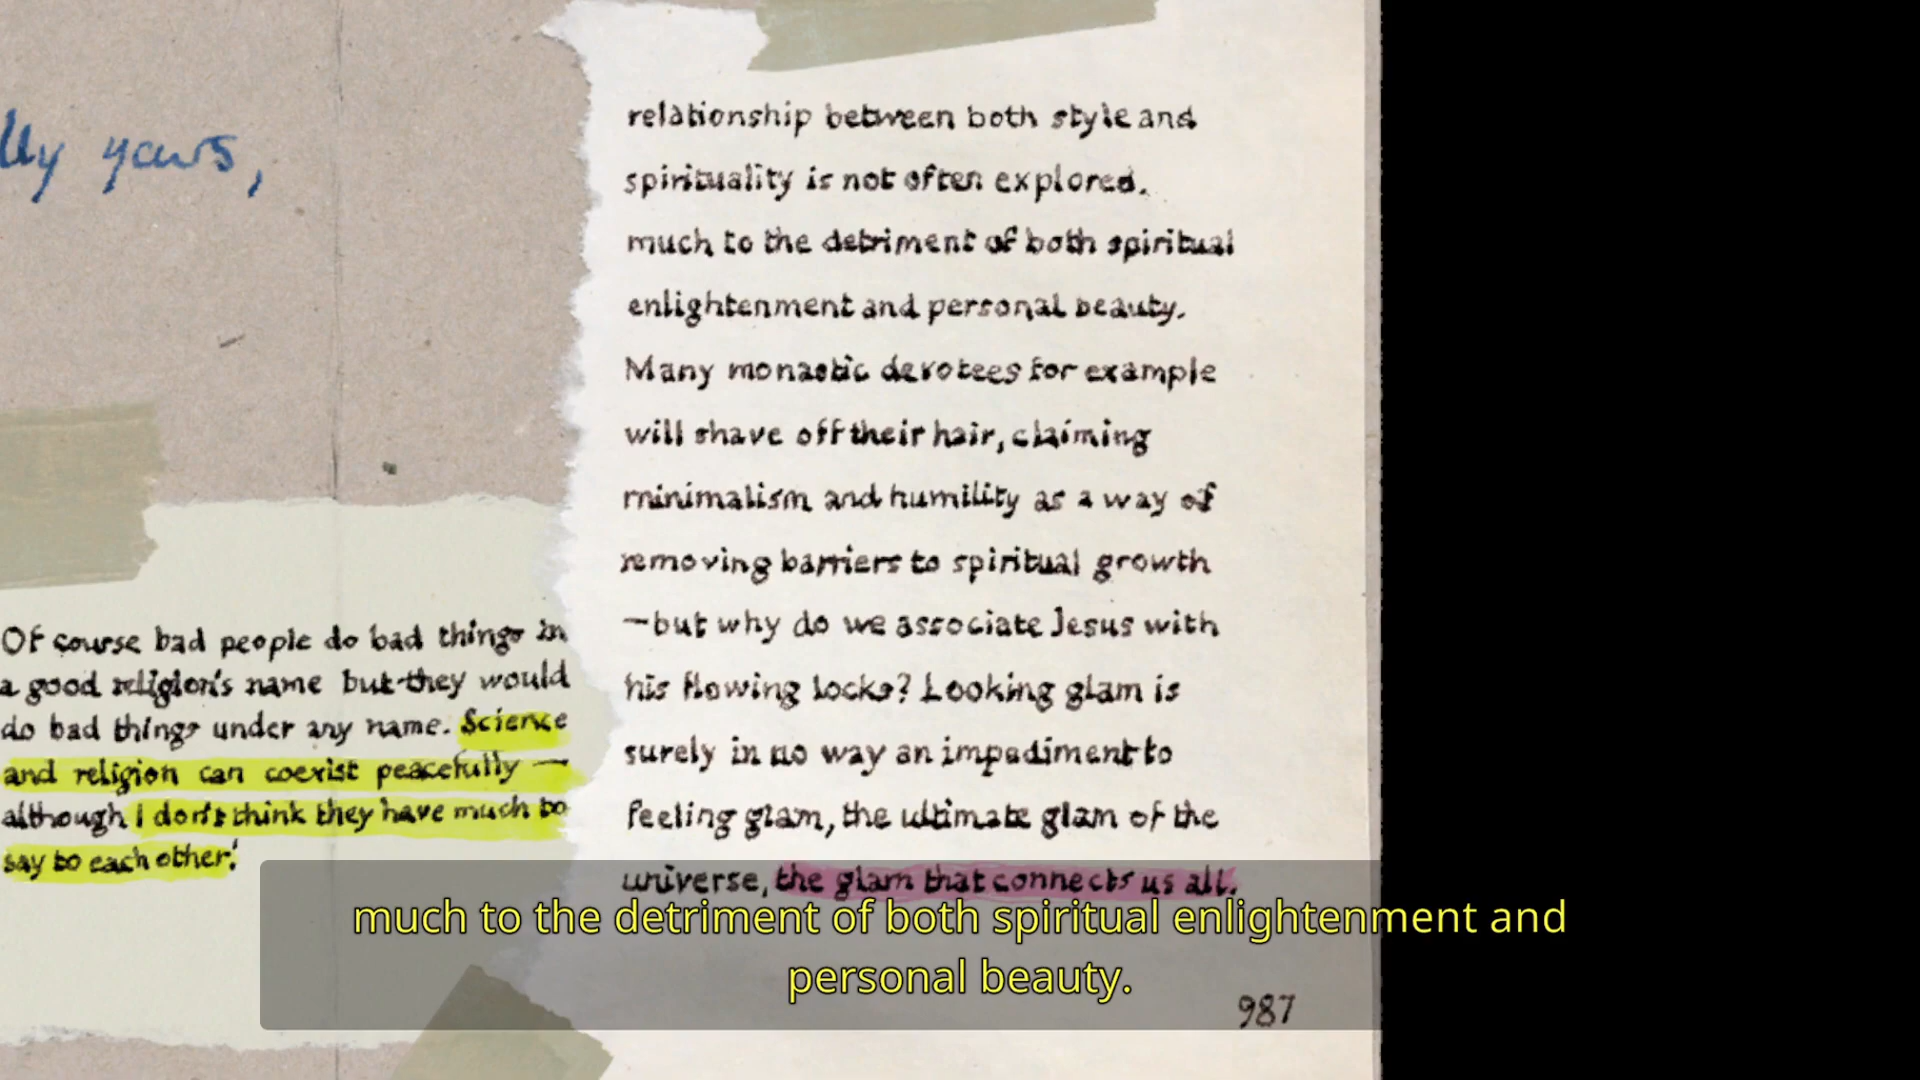 lly yours,
Of course bad people do bad things in
a good religion's name but they would
do bad things under any name. Science
and religion can coexist peacefully —
although I don't think they have much to
say to each other.'
relationship between both style and
spirituality is not often explored.
much to the detriment of both spiritual
enlightenment and personal beauty.
Many monastic devotees for example
will shave off their hair, claiming
minimalism and humility as a way of
removing barriers to spiritual growth
—but why do we associate Jesus with
his flowing locks? Looking glam is
surely in no way an impediment to
feeling glam, the ultimate glam of the
universe, the glam that connects us all.
987
much to the detriment of both spiritual enlightenment and
personal beauty.